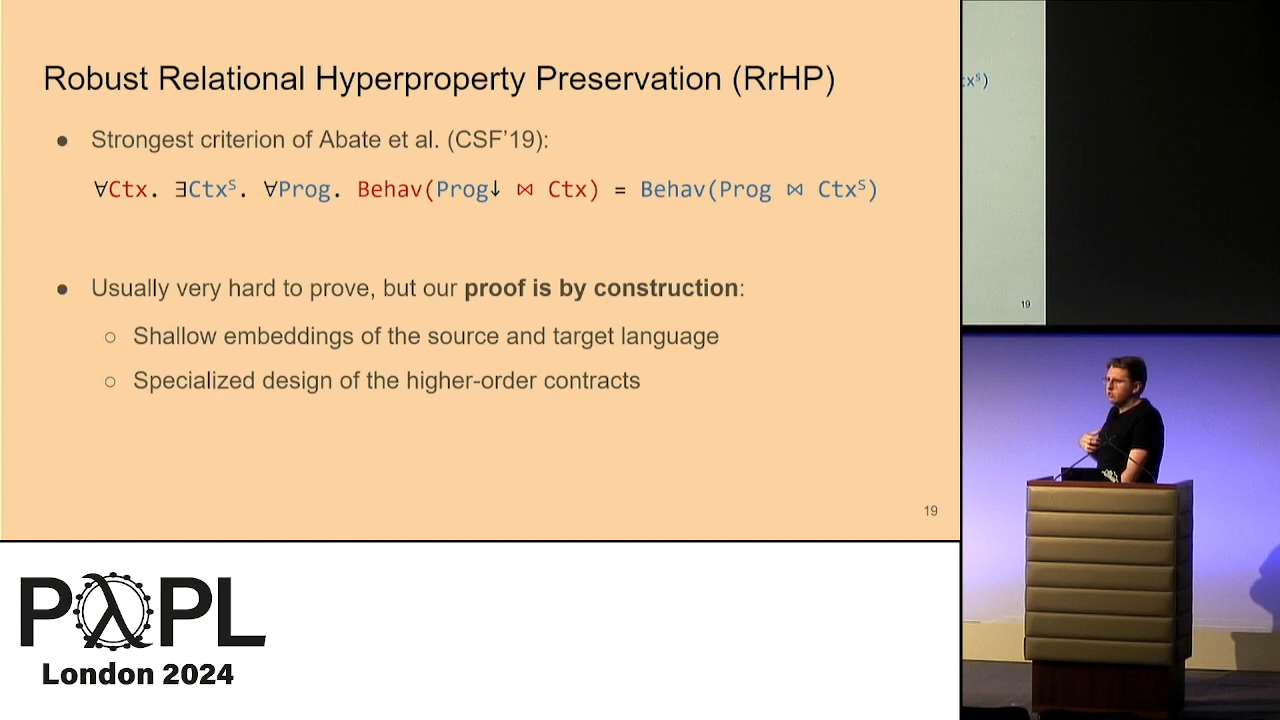 Robust Relational Hyperproperty Preservation (RrHP)
● Strongest criterion of Abate et al. (CSF'19):
∀Ctx. ∃Ctxˢ. ∀Prog. Behav(Prog↓ ⋈ Ctx) = Behav(Prog ⋈ Ctxˢ)
● Usually very hard to prove, but our proof is by construction:
○ Shallow embeddings of the source and target language
○ Specialized design of the higher-order contracts
19
PλPL
London 2024
txˢ)
19